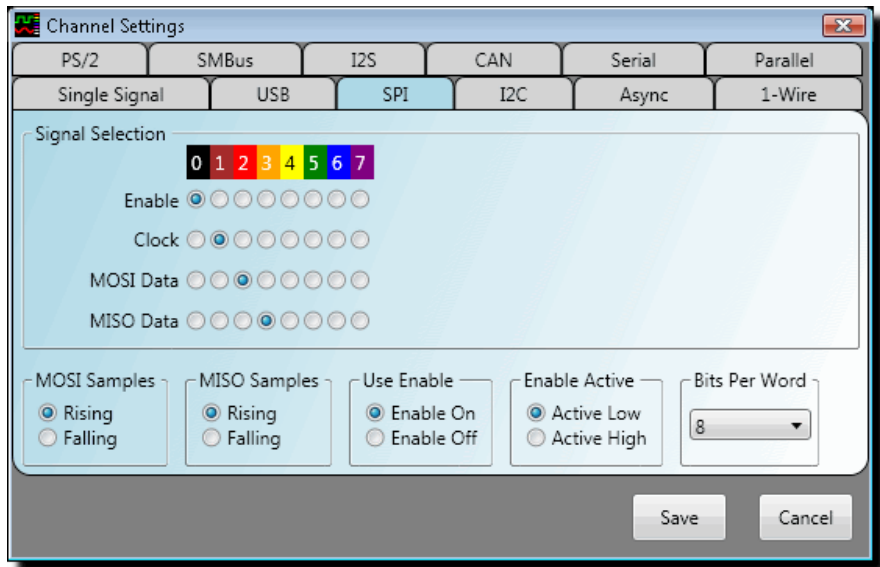 Channel Settings
PS/2 SMBus I2S CAN Serial Parallel
Single Signal USB SPI I2C Async 1-Wire
Signal Selection
0 1 2 3 4 5 6 7
Enable
Clock
MOSI Data
MISO Data
MOSI Samples MISO Samples Use Enable Enable Active Bits Per Word
Rising Rising Enable On Active Low 8
Falling Falling Enable Off Active High
Save Cancel